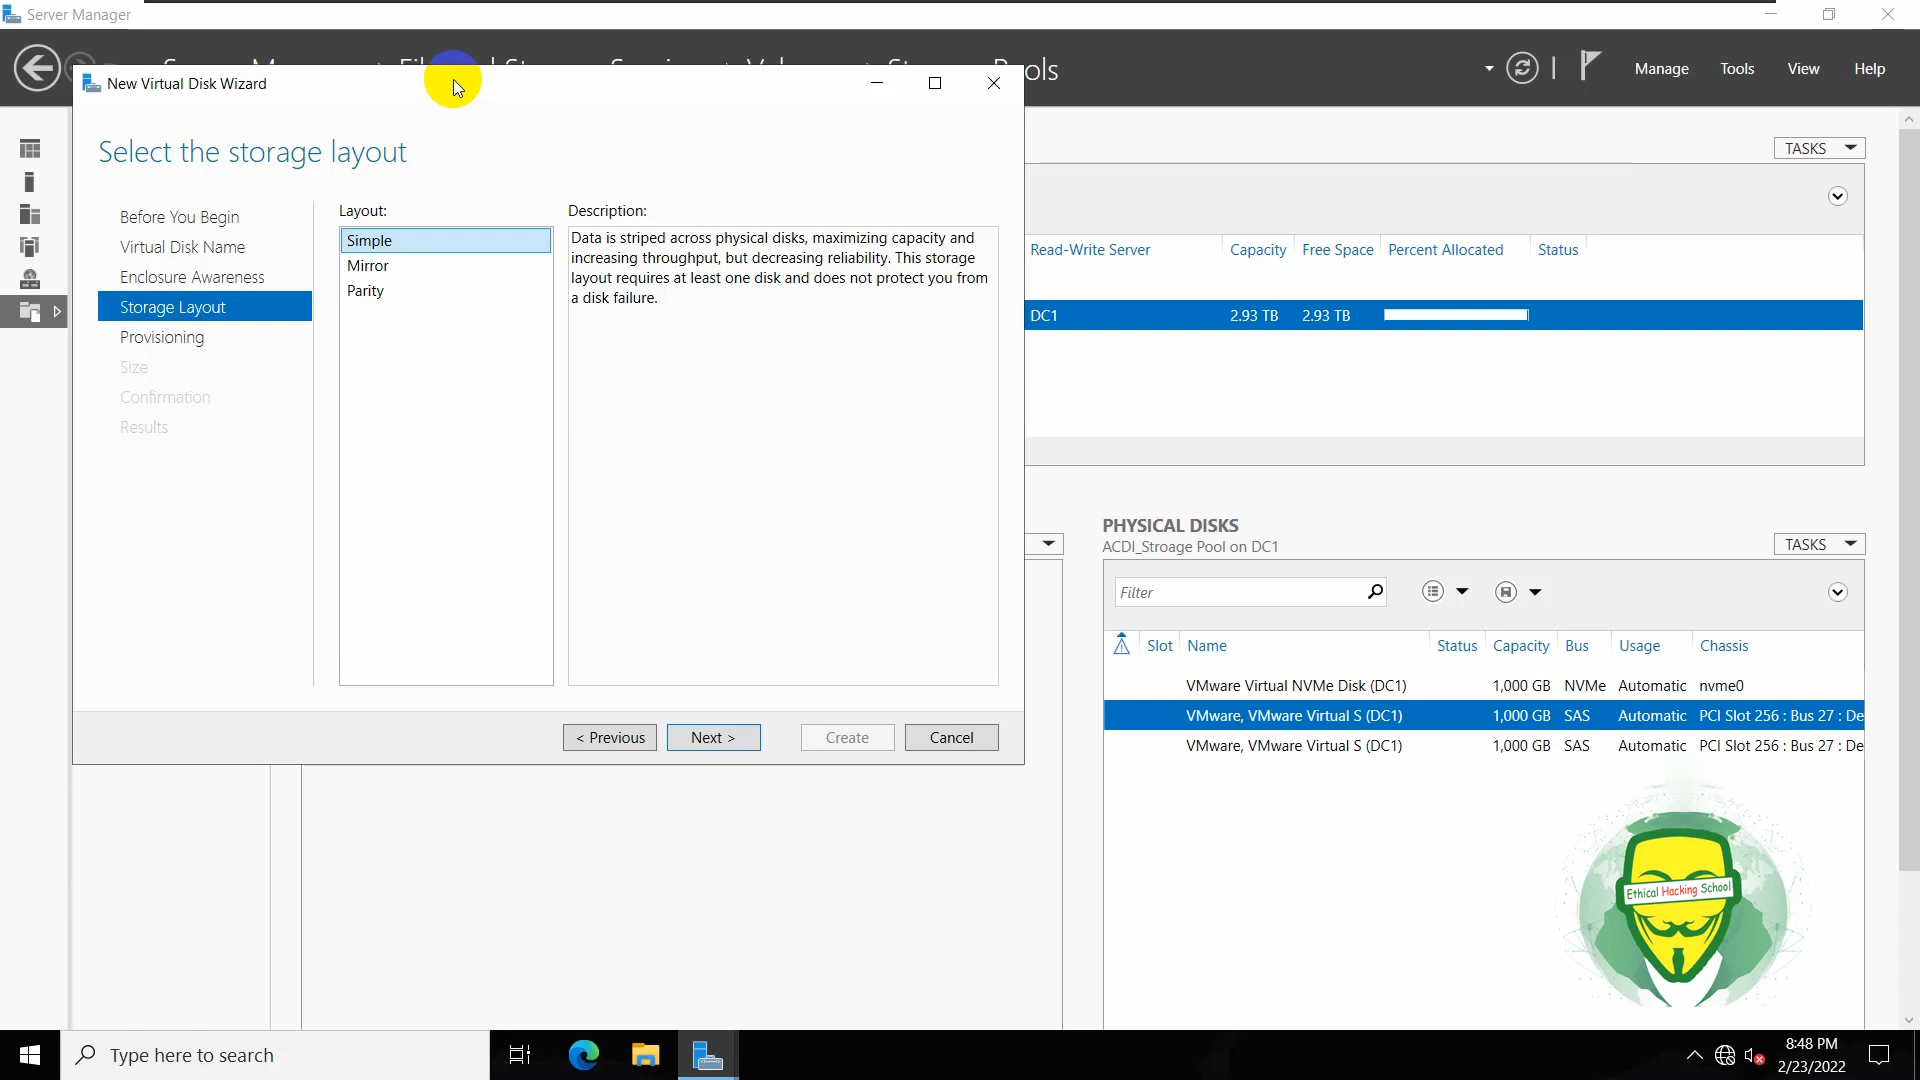 Server Manager
ols
Manage
Tools
View
Help
New Virtual Disk Wizard
Select the storage layout
TASKS
Before You Begin
Virtual Disk Name
Enclosure Awareness
Storage Layout
Provisioning
Size
Confirmation
Results
Layout:
Simple
Mirror
Parity
Description:
Data is striped across physical disks, maximizing capacity and
increasing throughput, but decreasing reliability. This storage
layout requires at least one disk and does not protect you from
a disk failure.
Read-Write Server Capacity Free Space Percent Allocated Status
DC1 2.93 TB 2.93 TB
< Previous
Next >
Create
Cancel
PHYSICAL DISKS
ACDI_Stroage Pool on DC1
TASKS
Filter
Slot Name Status Capacity Bus Usage Chassis
VMware Virtual NVMe Disk (DC1) 1,000 GB NVMe Automatic nvme0
VMware, VMware Virtual S (DC1) 1,000 GB SAS Automatic PCI Slot 256 : Bus 27 : De
VMware, VMware Virtual S (DC1) 1,000 GB SAS Automatic PCI Slot 256 : Bus 27 : De
Ethical Hacking School
Type here to search
8:48 PM
2/23/2022